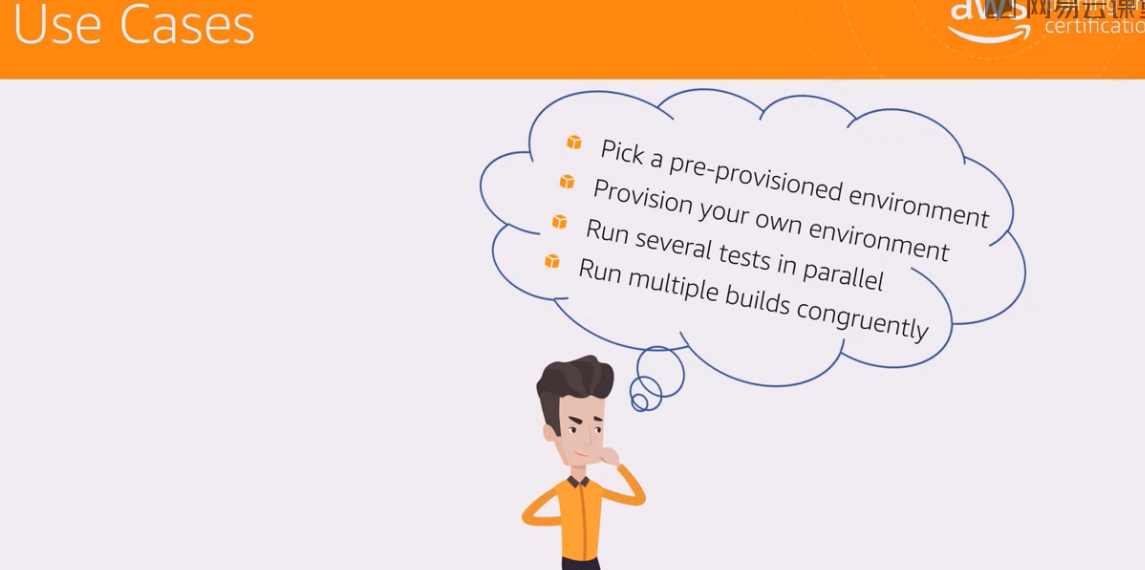 Use Cases
aws
网易云课堂
certification
Pick a pre-provisioned environment
Provision your own environment
Run several tests in parallel
Run multiple builds congruently